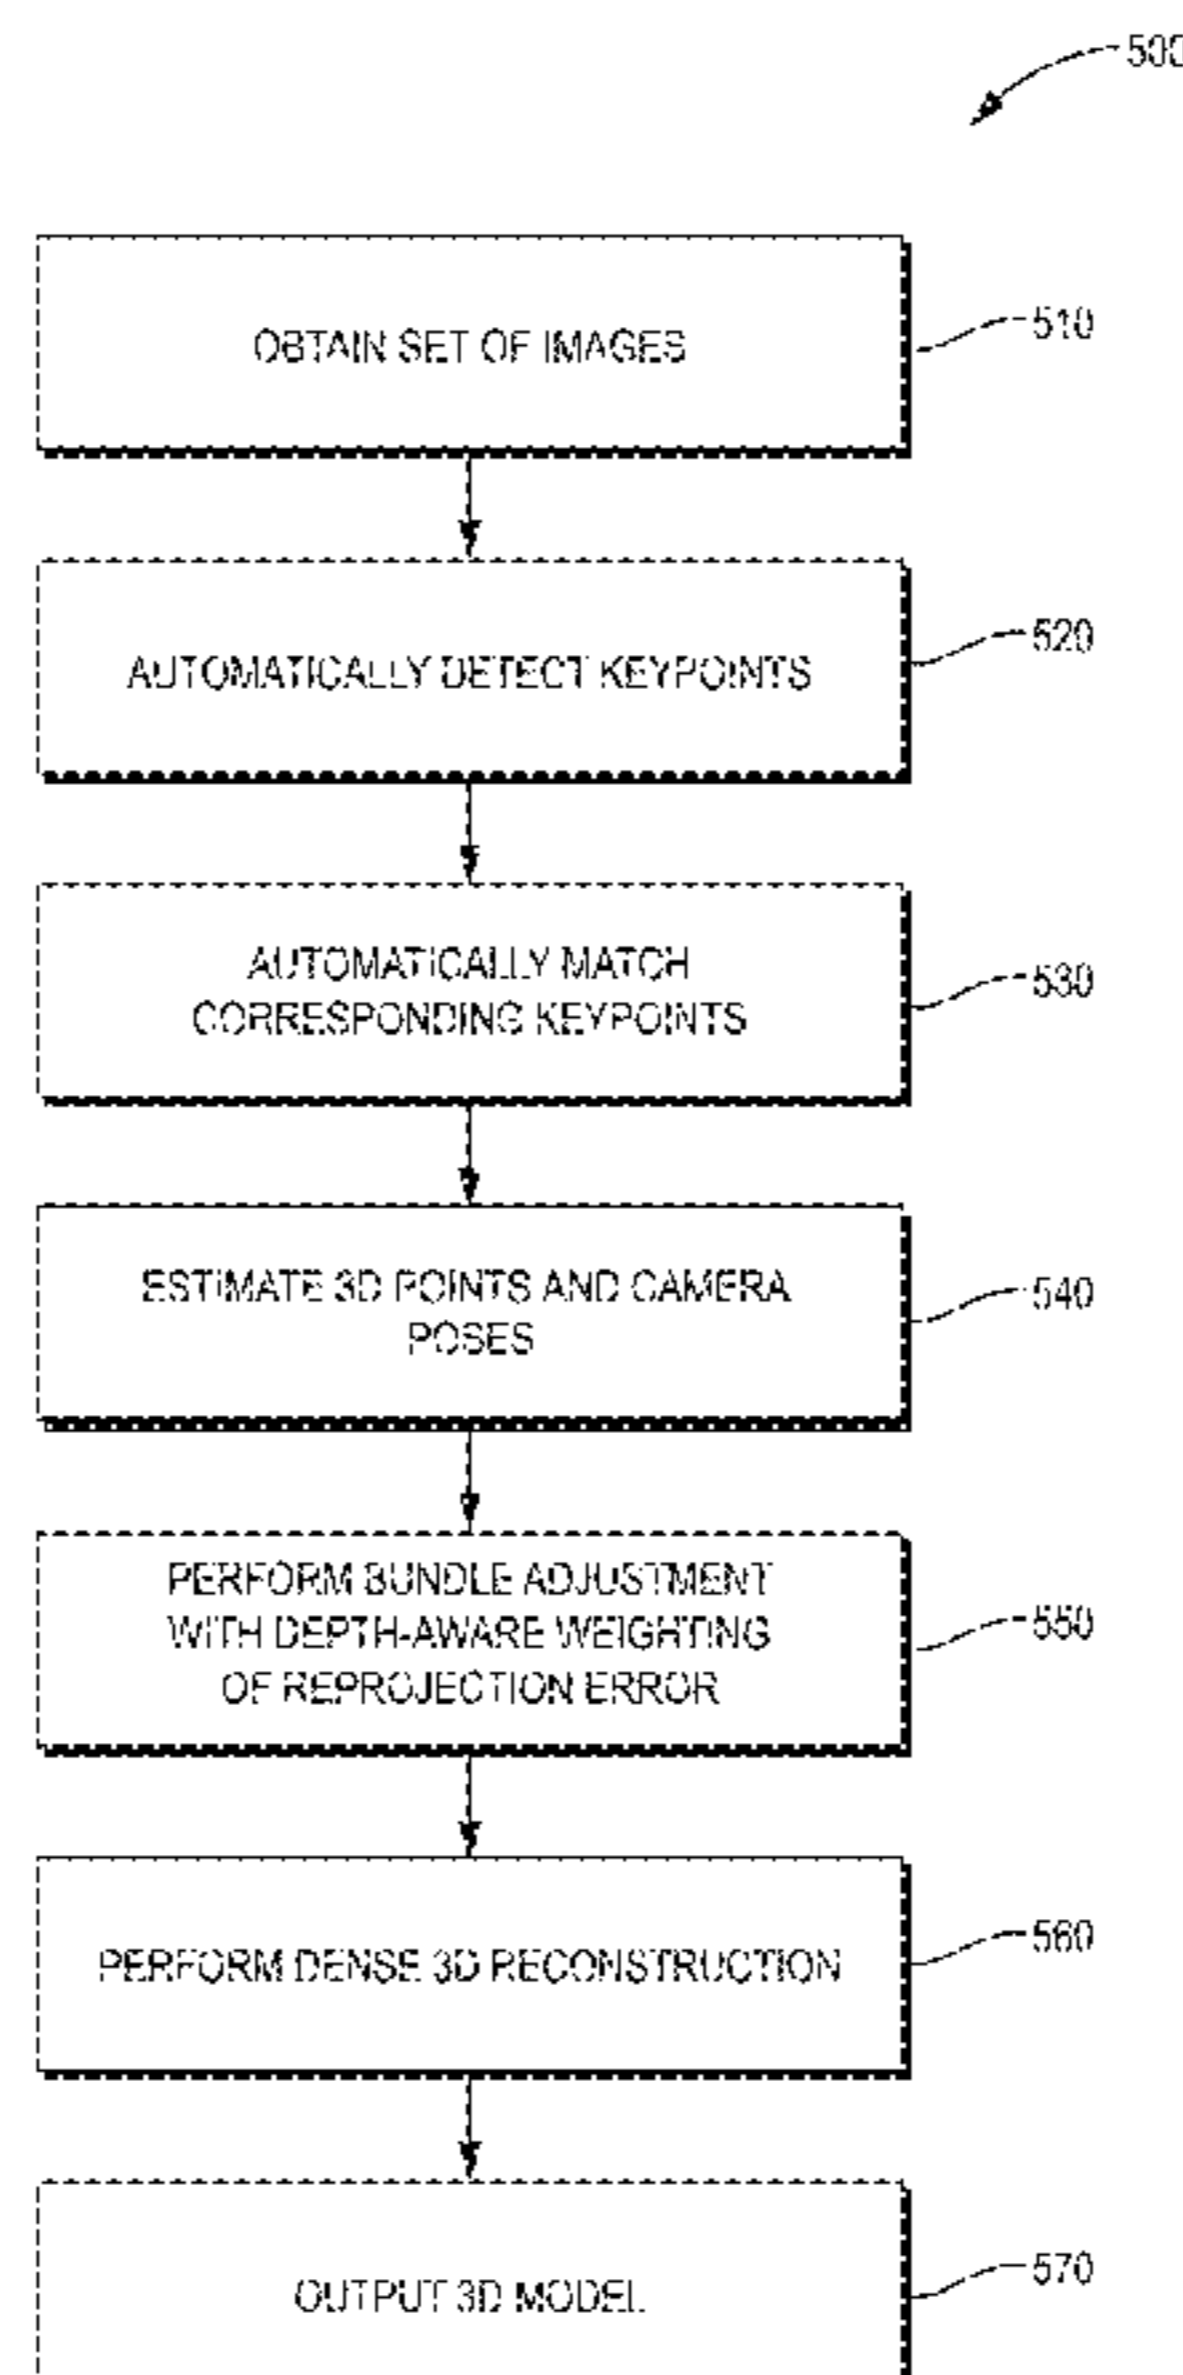 500
OBTAIN SET OF IMAGES
510
AUTOMATICALLY DETECT KEYPOINTS
520
AUTOMATICALLY MATCH
CORRESPONDING KEYPOINTS
530
ESTIMATE 3D POINTS AND CAMERA
POSES
540
PERFORM BUNDLE ADJUSTMENT
WITH DEPTH-AWARE WEIGHTING
OF REPROJECTION ERROR
550
PERFORM DENSE 3D RECONSTRUCTION
560
OUTPUT 3D MODEL
570